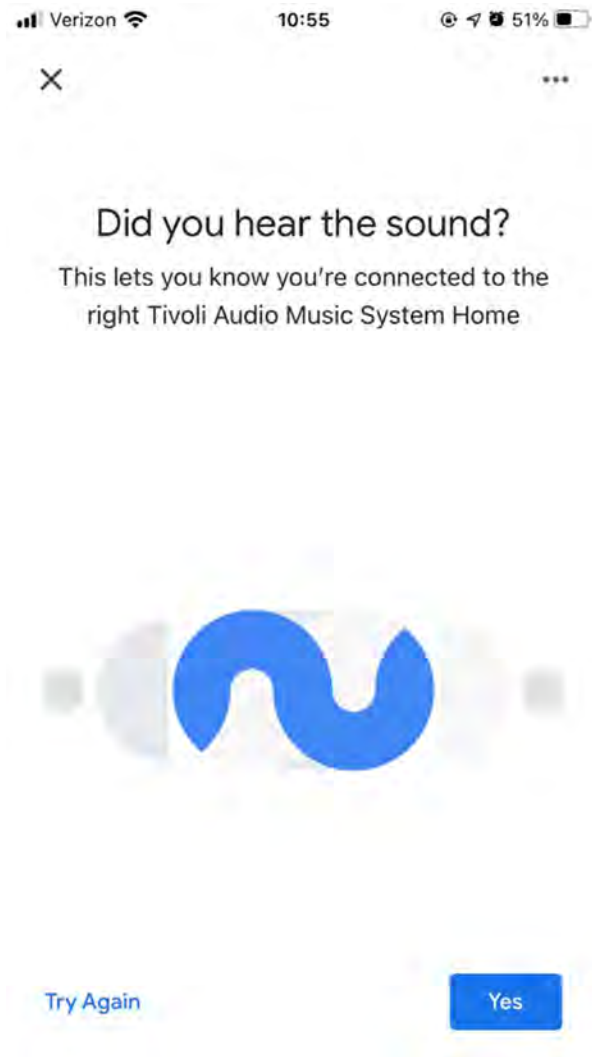 Verizon 10:55 51%
Did you hear the sound?
This lets you know you're connected to the
right Tivoli Audio Music System Home
Try Again Yes